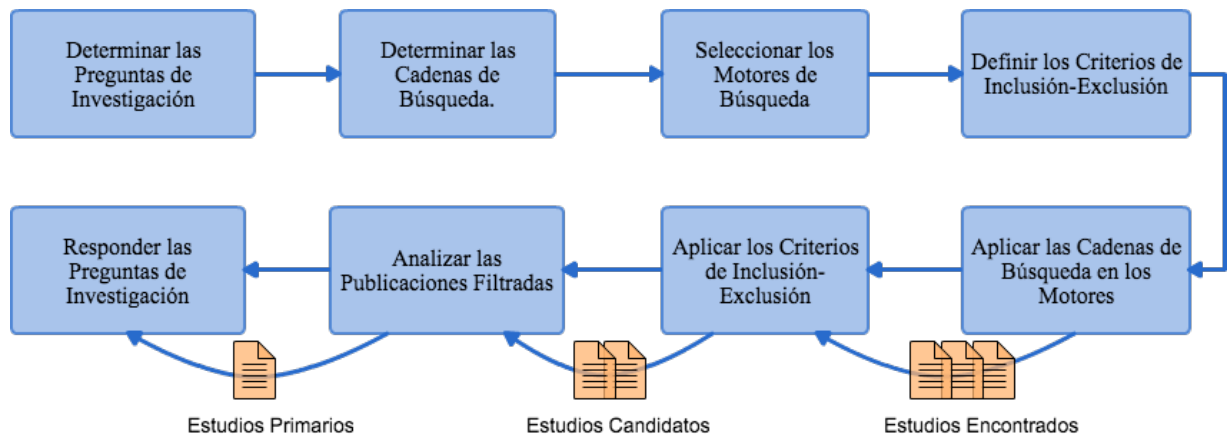 Determinar las
Preguntas de
Investigación
Determinar las
Cadenas de
Búsqueda.
Seleccionar los
Motores de
Búsqueda
Definir los Criterios de
Inclusión-Exclusión
Responder las
Preguntas de
Investigación
Analizar las
Publicaciones Filtradas
Aplicar los Criterios
de Inclusión-
Exclusión
Aplicar las Cadenas de
Búsqueda en los
Motores
Estudios Primarios
Estudios Candidatos
Estudios Encontrados